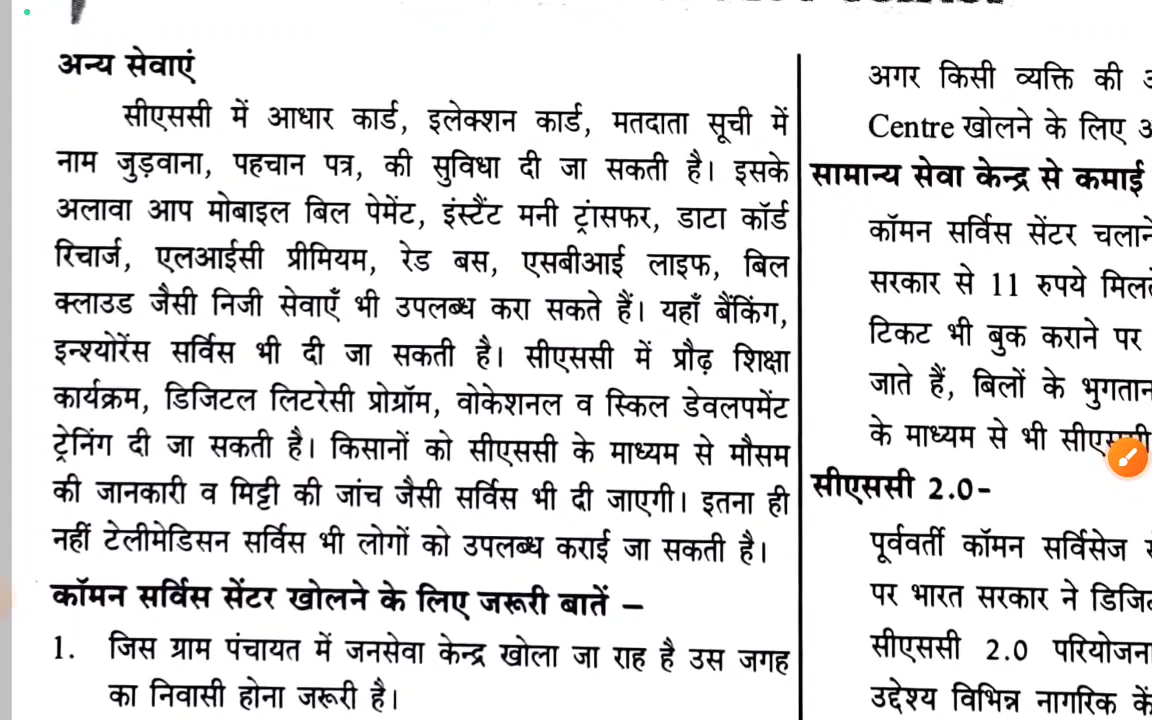 अन्य सेवाएं
सीएससी में आधार कार्ड, इलेक्शन कार्ड, मतदाता सूची में
नाम जुड़वाना, पहचान पत्र, की सुविधा दी जा सकती है। इसके
अलावा आप मोबाइल बिल पेमेंट, इंस्टैंट मनी ट्रांसफर, डाटा कॉर्ड
रिचार्ज, एलआईसी प्रीमियम, रेड बस, एसबीआई लाइफ, बिल
क्लाउड जैसी निजी सेवाएँ भी उपलब्ध करा सकते हैं। यहाँ बैंकिंग,
इन्श्योरेंस सर्विस भी दी जा सकती है। सीएससी में प्रौढ़ शिक्षा
कार्यक्रम, डिजिटल लिटरेसी प्रोग्रॉम, वोकेशनल व स्किल डेवलपमेंट
ट्रेनिंग दी जा सकती है। किसानों को सीएससी के माध्यम से मौसम
की जानकारी व मिट्टी की जांच जैसी सर्विस भी दी जाएगी। इतना ही
नहीं टेलीमेडिसन सर्विस भी लोगों को उपलब्ध कराई जा सकती है।
कॉमन सर्विस सेंटर खोलने के लिए जरूरी बातें –
1. जिस ग्राम पंचायत में जनसेवा केन्द्र खोला जा राह है उस जगह
का निवासी होना जरूरी है।
अगर किसी व्यक्ति की
Centre खोलने के लिए
सामान्य सेवा केन्द्र से कमाई
कॉमन सर्विस सेंटर चलाने
सरकार से 11 रुपये
टिकट भी बुक कराने पर
जाते हैं, बिलों के भुगतान
के माध्यम से भी
सीएससी 2.0-
पूर्ववर्ती कॉमन सर्विसेज
पर भारत सरकार ने
सीएससी 2.0 परियोजना
उद्देश्य विभिन्न नागरिक